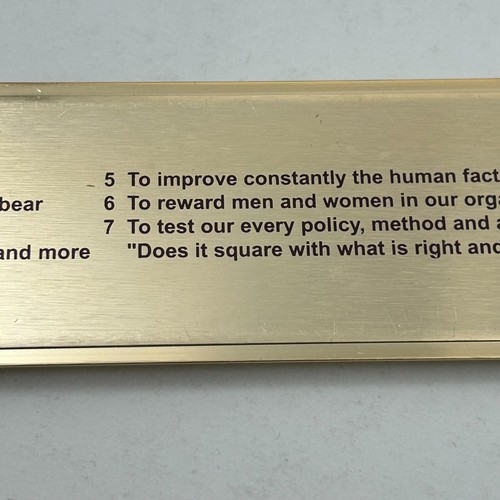 5 To improve constantly the human fact
bear 6 To reward men and women in our orga
7 To test our every policy, method and a
and more "Does it square with what is right and